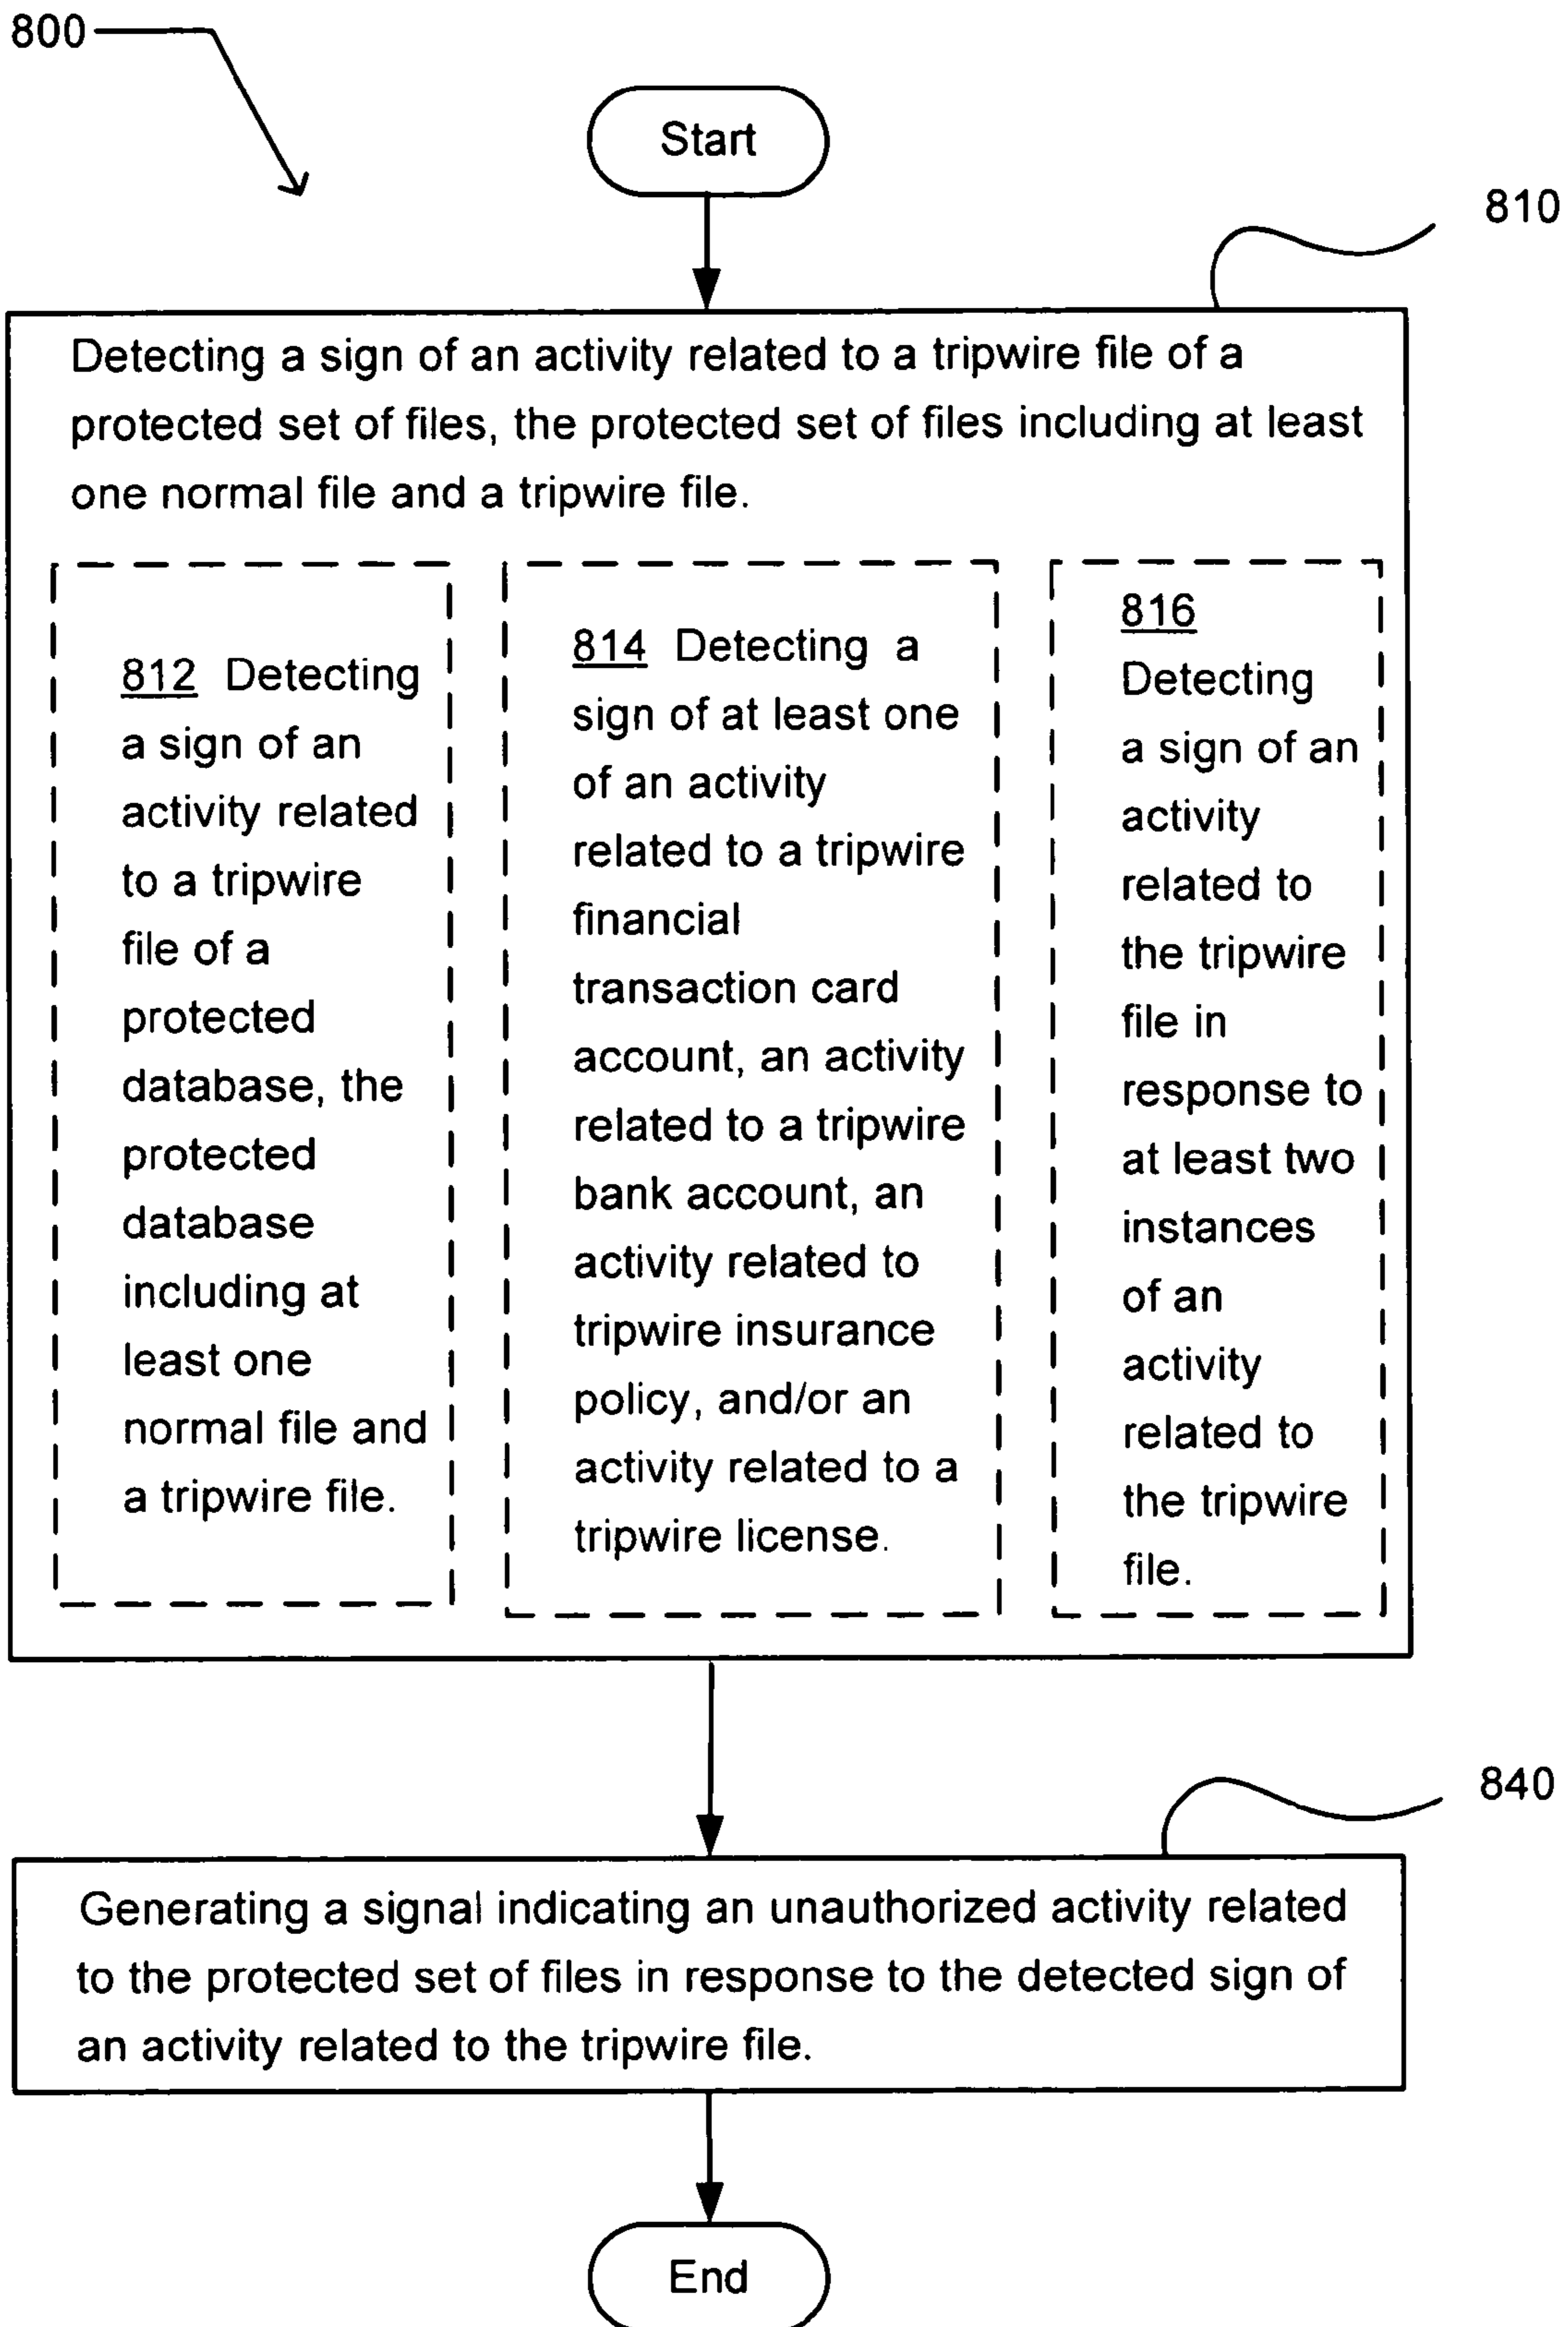 800
Start
810
Detecting a sign of an activity related to a tripwire file of a
protected set of files, the protected set of files including at least
one normal file and a tripwire file.
812 Detecting
a sign of an
activity related
to a tripwire
file of a
protected
database, the
protected
database
including at
least one
normal file and
a tripwire file.
814 Detecting a
sign of at least one
of an activity
related to a tripwire
financial
transaction card
account, an activity
related to a tripwire
bank account, an
activity related to
tripwire insurance
policy, and/or an
activity related to a
tripwire license.
816
Detecting
a sign of an
activity
related to
the tripwire
file in
response to
at least two
instances
of an
activity
related to
the tripwire
file.
840
Generating a signal indicating an unauthorized activity related
to the protected set of files in response to the detected sign of
an activity related to the tripwire file.
End